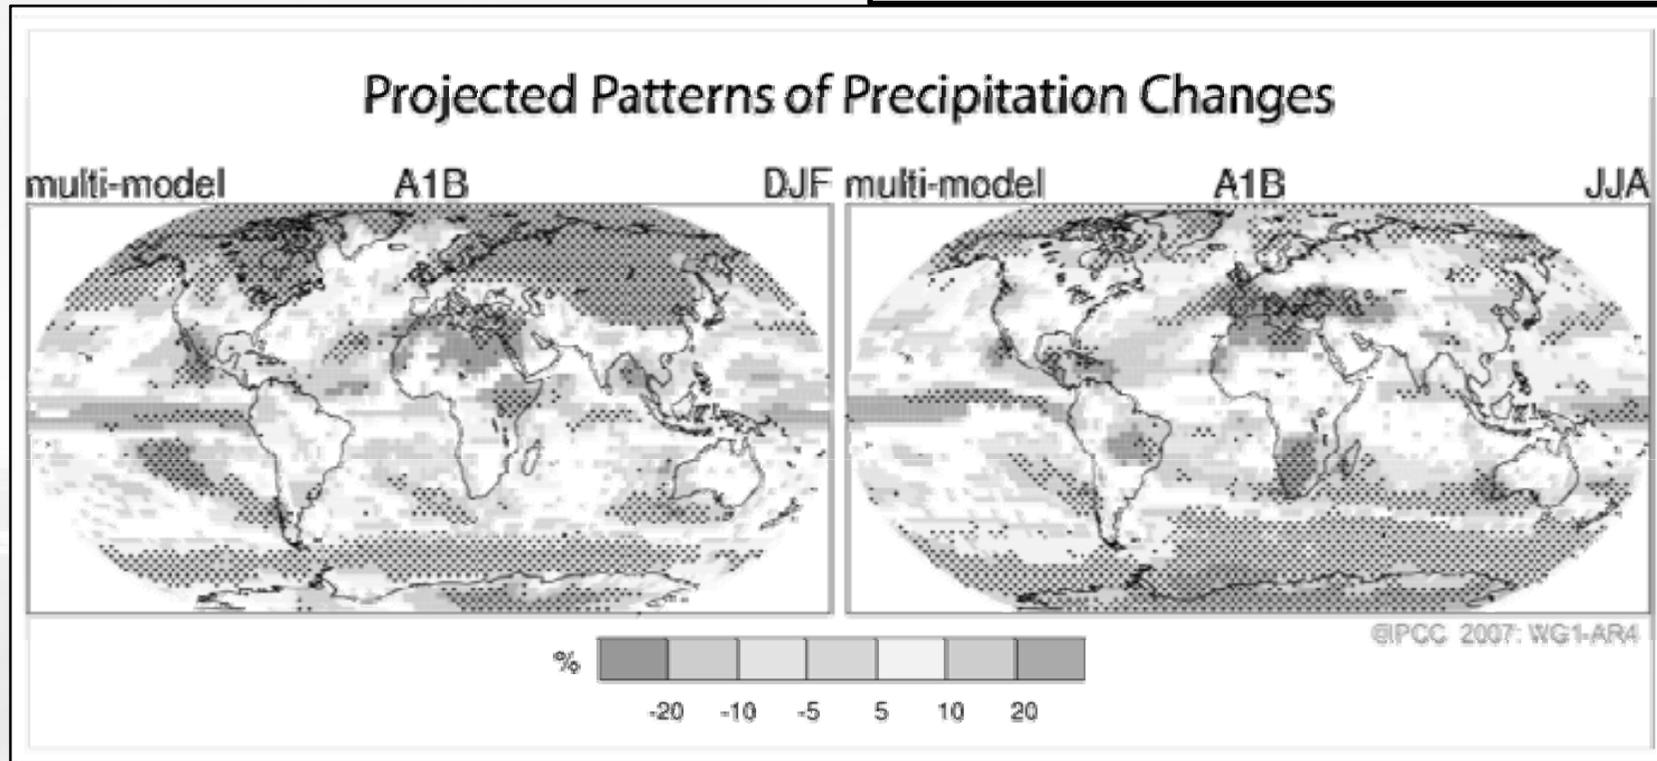 Projected Patterns of Precipitation Changes
multi-model A1B DJF
multi-model A1B JJA
©IPCC 2007: WG1-AR4
%
-20 -10 -5 5 10 20